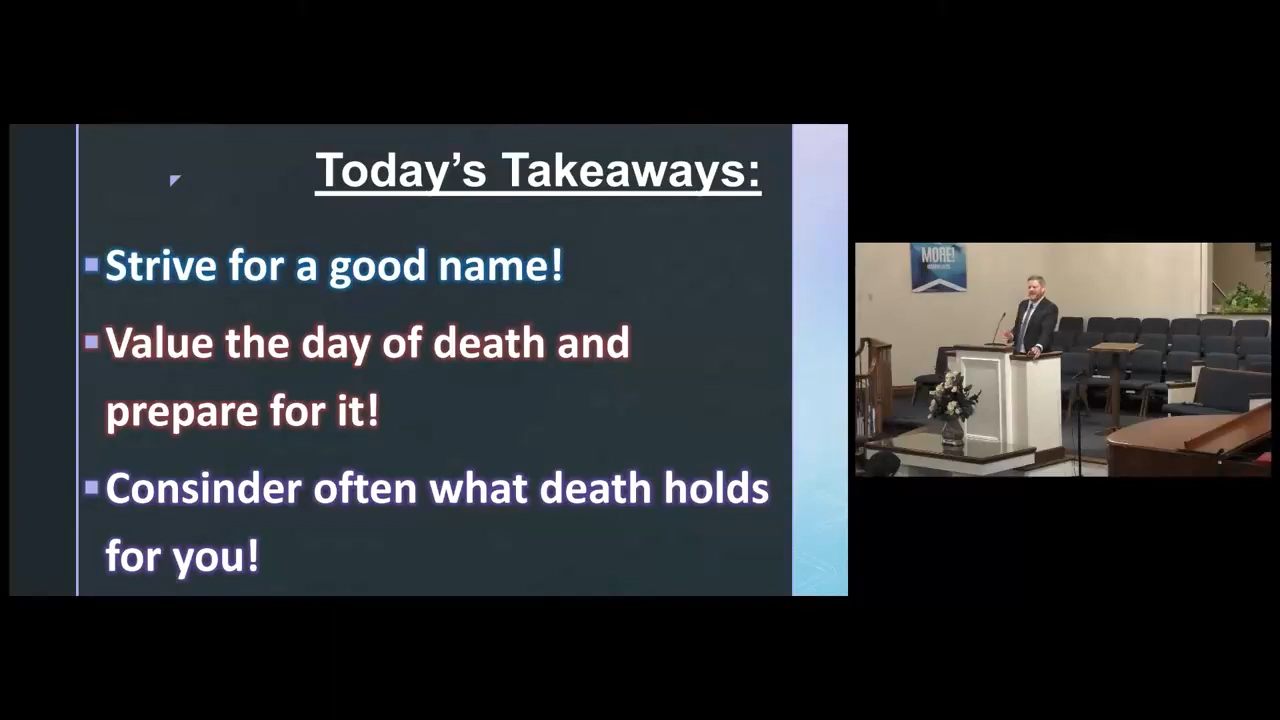 Today’s Takeaways:
Strive for a good name!
Value the day of death and
prepare for it!
Consinder often what death holds
for you!
MORE!